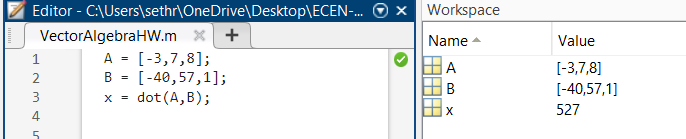 Editor - C:\Users\sethr\OneDrive\Desktop\ECEN-...
VectorAlgebraHW.m
1 A = [-3,7,8];
2 B = [-40,57,1];
3 x = dot(A,B);
4
5
Workspace
Name Value
A [-3,7,8]
B [-40,57,1]
x 527